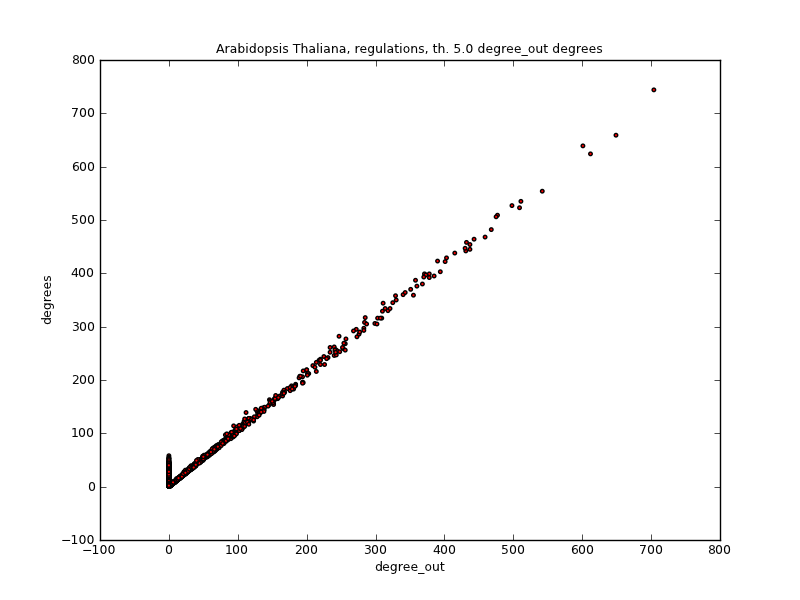 Arabidopsis Thaliana, regulations, th. 5.0 degree_out degrees
800
700
600
500
400
300
200
100
0
−100
degrees
−100 0 100 200 300 400 500 600 700 800
degree_out